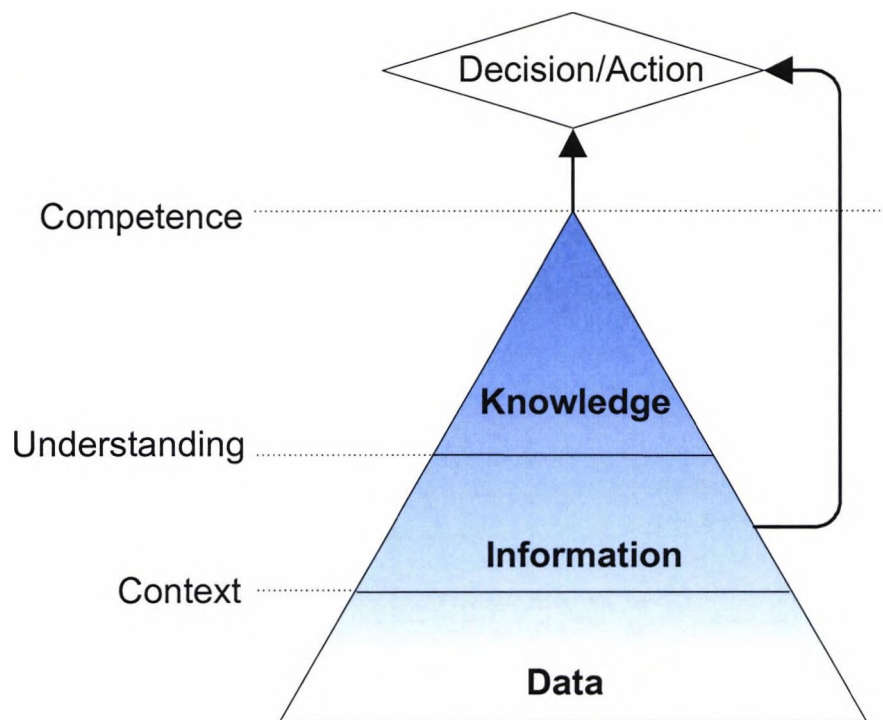 Decision/Action
Competence
Knowledge
Understanding
Information
Context
Data